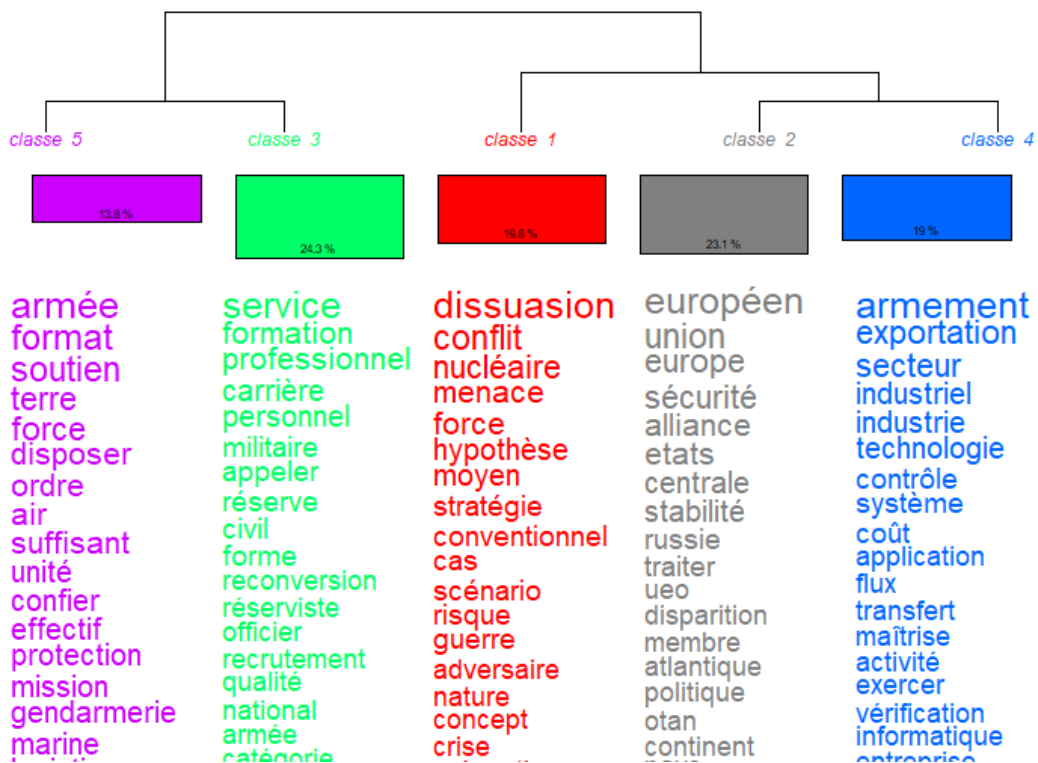 classe 5
classe 3
classe 1
classe 2
classe 4
13.8 %
24.3 %
19.8 %
23.1 %
19 %
armée
format
soutien
terre
force
disposer
ordre
air
suffisant
unité
confier
effectif
protection
mission
gendarmerie
marine
service
formation
professionnel
carrière
personnel
militaire
appeler
réserve
civil
forme
reconversion
réserviste
officier
recrutement
qualité
national
armée
catégorie
dissuasion
conflit
nucléaire
menace
force
hypothèse
moyen
stratégie
conventionnel
cas
scénario
risque
guerre
adversaire
nature
concept
crise
européen
union
europe
sécurité
alliance
etats
centrale
stabilité
russie
traiter
ueo
disparition
membre
atlantique
politique
otan
continent
armement
exportation
secteur
industriel
industrie
technologie
contrôle
système
coût
application
flux
transfert
maîtrise
activité
exercer
vérification
informatique
entreprise